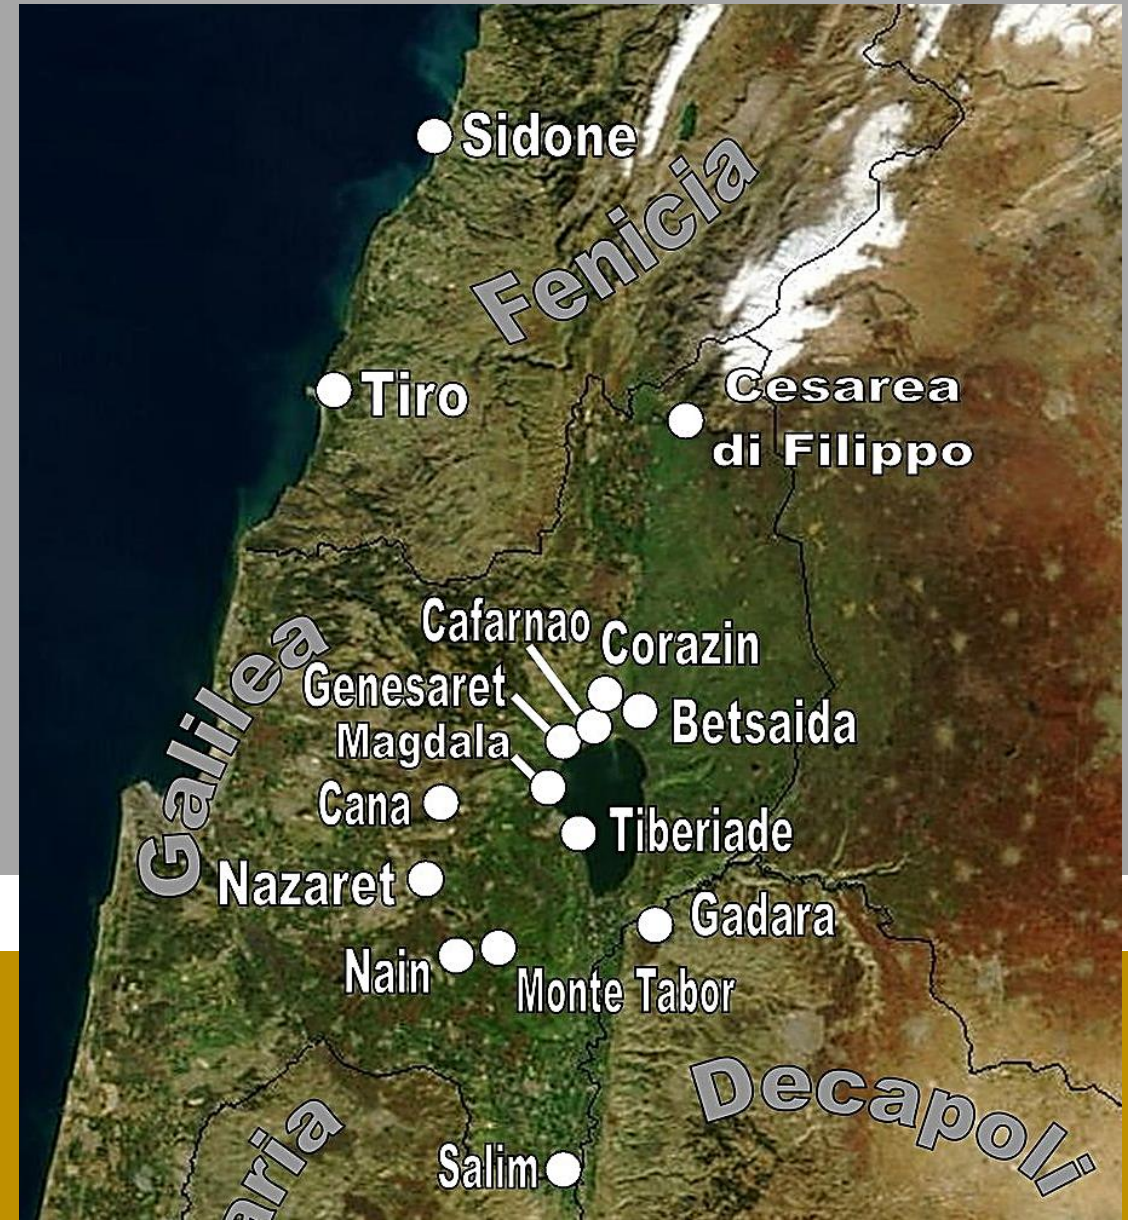 Sidone
Fenicia
Tiro
Cesarea
di Filippo
Cafarnao
Corazin
Galilea
Genesaret
Betsaida
Magdala
Cana
Tiberiade
Nazaret
Gadara
Nain
Monte Tabor
Decapoli
aria
Salim